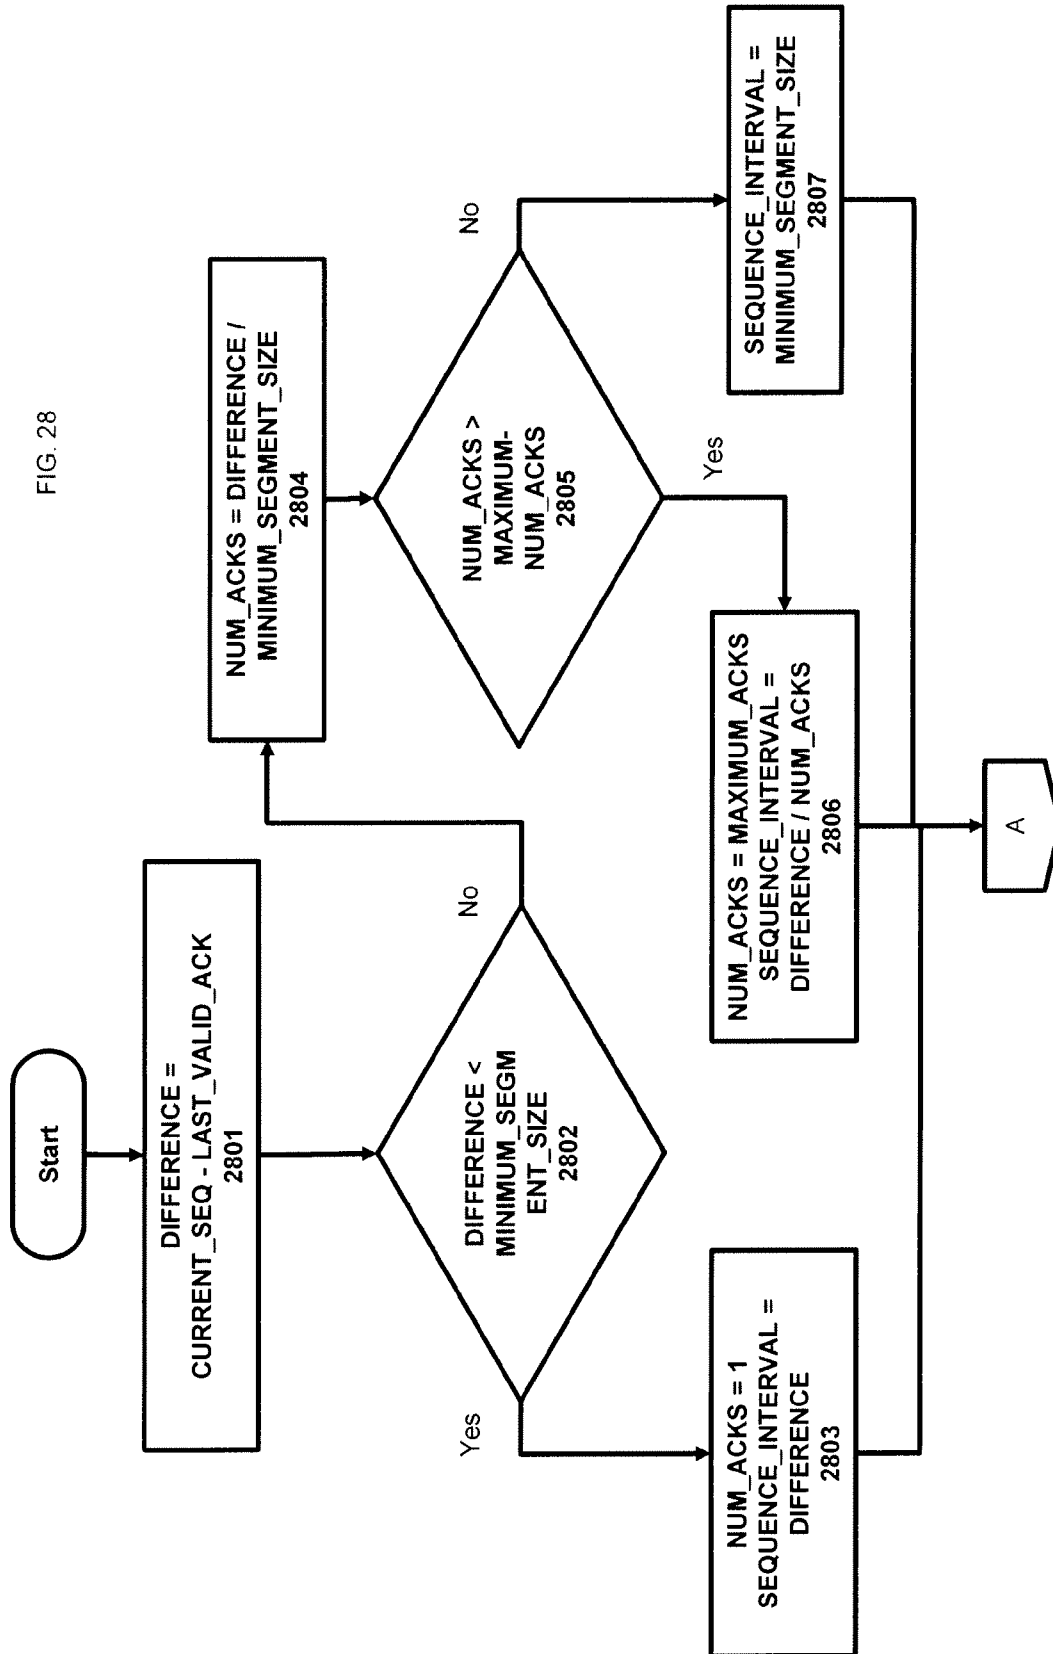 FIG. 28
Start
DIFFERENCE =
CURRENT_SEQ - LAST_VALID_ACK
2801
DIFFERENCE <
MINIMUM_SEGM
ENT_SIZE
2802
Yes
No
NUM_ACKS = 1
SEQUENCE_INTERVAL =
DIFFERENCE
2803
NUM_ACKS = DIFFERENCE /
MINIMUM_SEGMENT_SIZE
2804
NUM_ACKS >
MAXIMUM-
NUM_ACKS
2805
Yes
No
NUM_ACKS = MAXIMUM_ACKS
SEQUENCE_INTERVAL =
DIFFERENCE / NUM_ACKS
2806
SEQUENCE_INTERVAL =
MINIMUM_SEGMENT_SIZE
2807
A